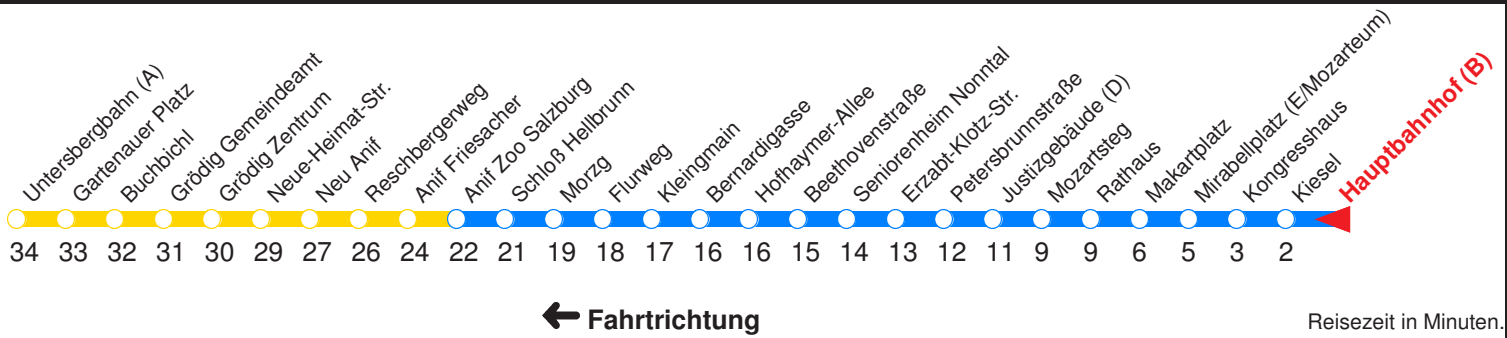 Untersbergbahn (A)
Gartenauer Platz
Buchbichl
Grödig Gemeindeamt
Grödig Zentrum
Neue-Heimat-Str.
Neu Anif
Reschbergerweg
Anif Friesacher
Anif Zoo Salzburg
Schloß Hellbrunn
Morzg
Flurweg
Kleingmain
Bernardigasse
Hofhaymer-Allee
Beethovenstraße
Seniorenheim Nonntal
Erzabt-Klotz-Str.
Petersbrunnstraße
Justizgebäude (D)
Mozartsteg
Rathaus
Makartplatz
Mirabellplatz (E/Mozarteum)
Kongresshaus
Kiesel
Hauptbahnhof (B)
34 33 32 31 30 29 27 26 24 22 21 19 18 17 16 16 15 14 13 12 11 9 9 6 5 3 2
Fahrtrichtung
Reisezeit in Minuten.